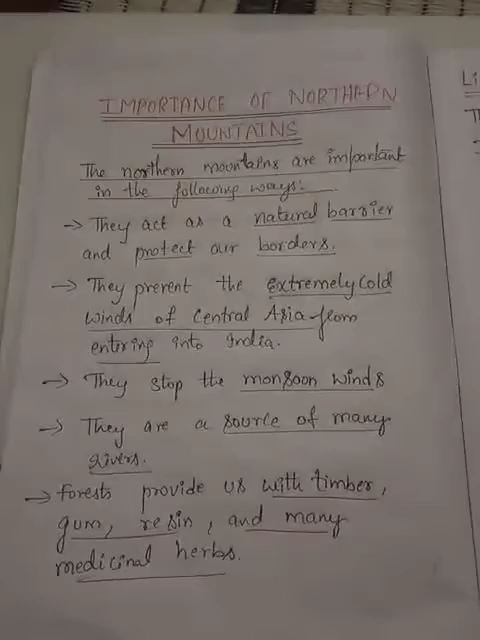 IMPORTANCE OF NORTHERN
MOUNTAINS
The northern mountains are important
in the following ways:
→ They act as a natural barrier
and protect our borders.
→ They prevent the extremely cold
winds of Central Asia from
entering into India.
→ They stop the monsoon winds
→ They are a source of many
rivers.
→ Forests provide us with timber,
gum, resin, and many
medicinal herbs.
Li